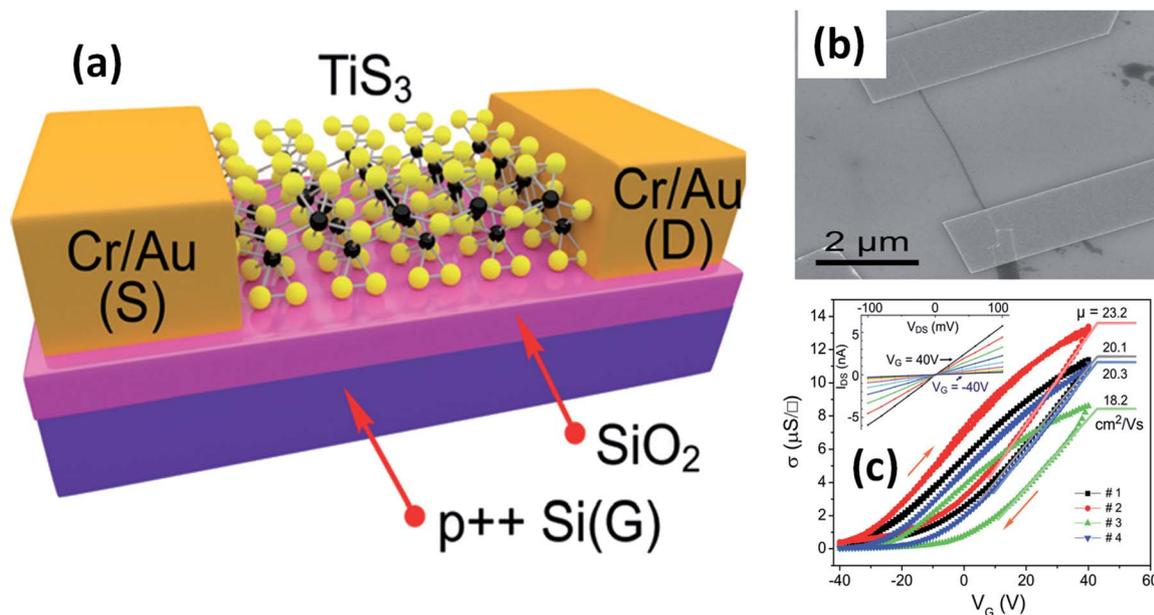 (a)
TiS3
Cr/Au
(S)
Cr/Au
(D)
SiO2
p++ Si(G)
(b)
2 μm
(c)
-100 0 100
VDS (mV)
IDS (nA)
5
0
-5
VG = 40V
VG = -40V
μ = 23.2
20.1
20.3
18.2
cm2/Vs
σ (μS/□)
14
12
10
8
6
4
2
0
# 1
# 2
# 3
# 4
-40 -20 0 20 40 60
VG (V)